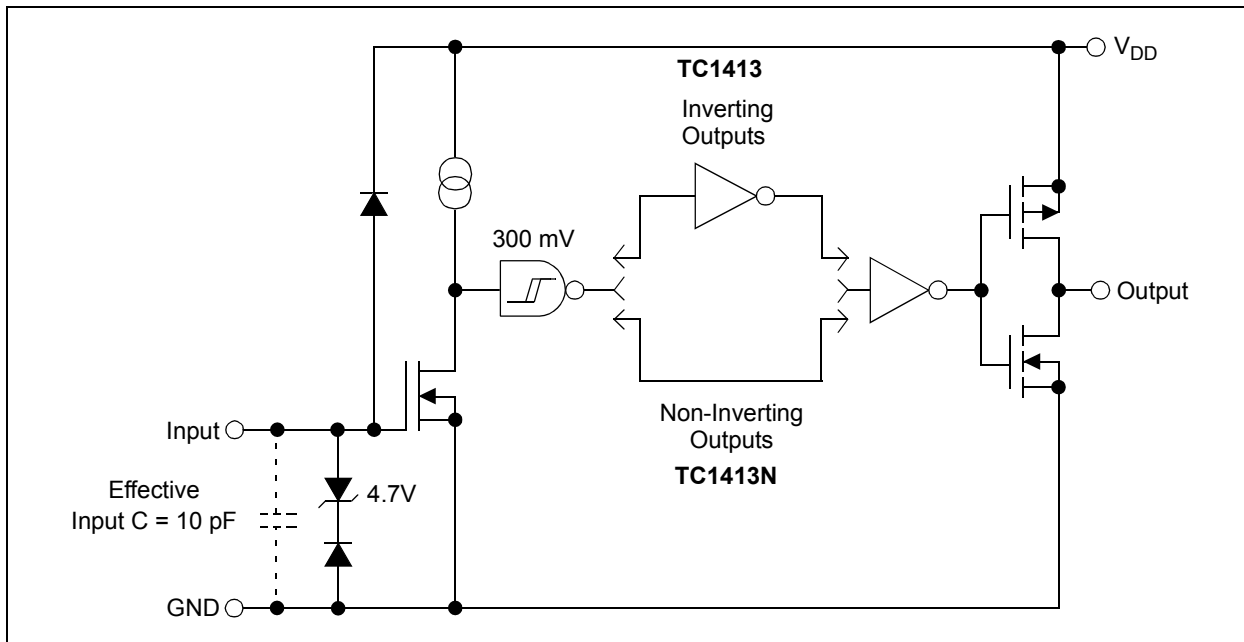 V_DD
TC1413
Inverting
Outputs
300 mV
Output
Input
Non-Inverting
Outputs
TC1413N
4.7V
Effective
Input C = 10 pF
GND